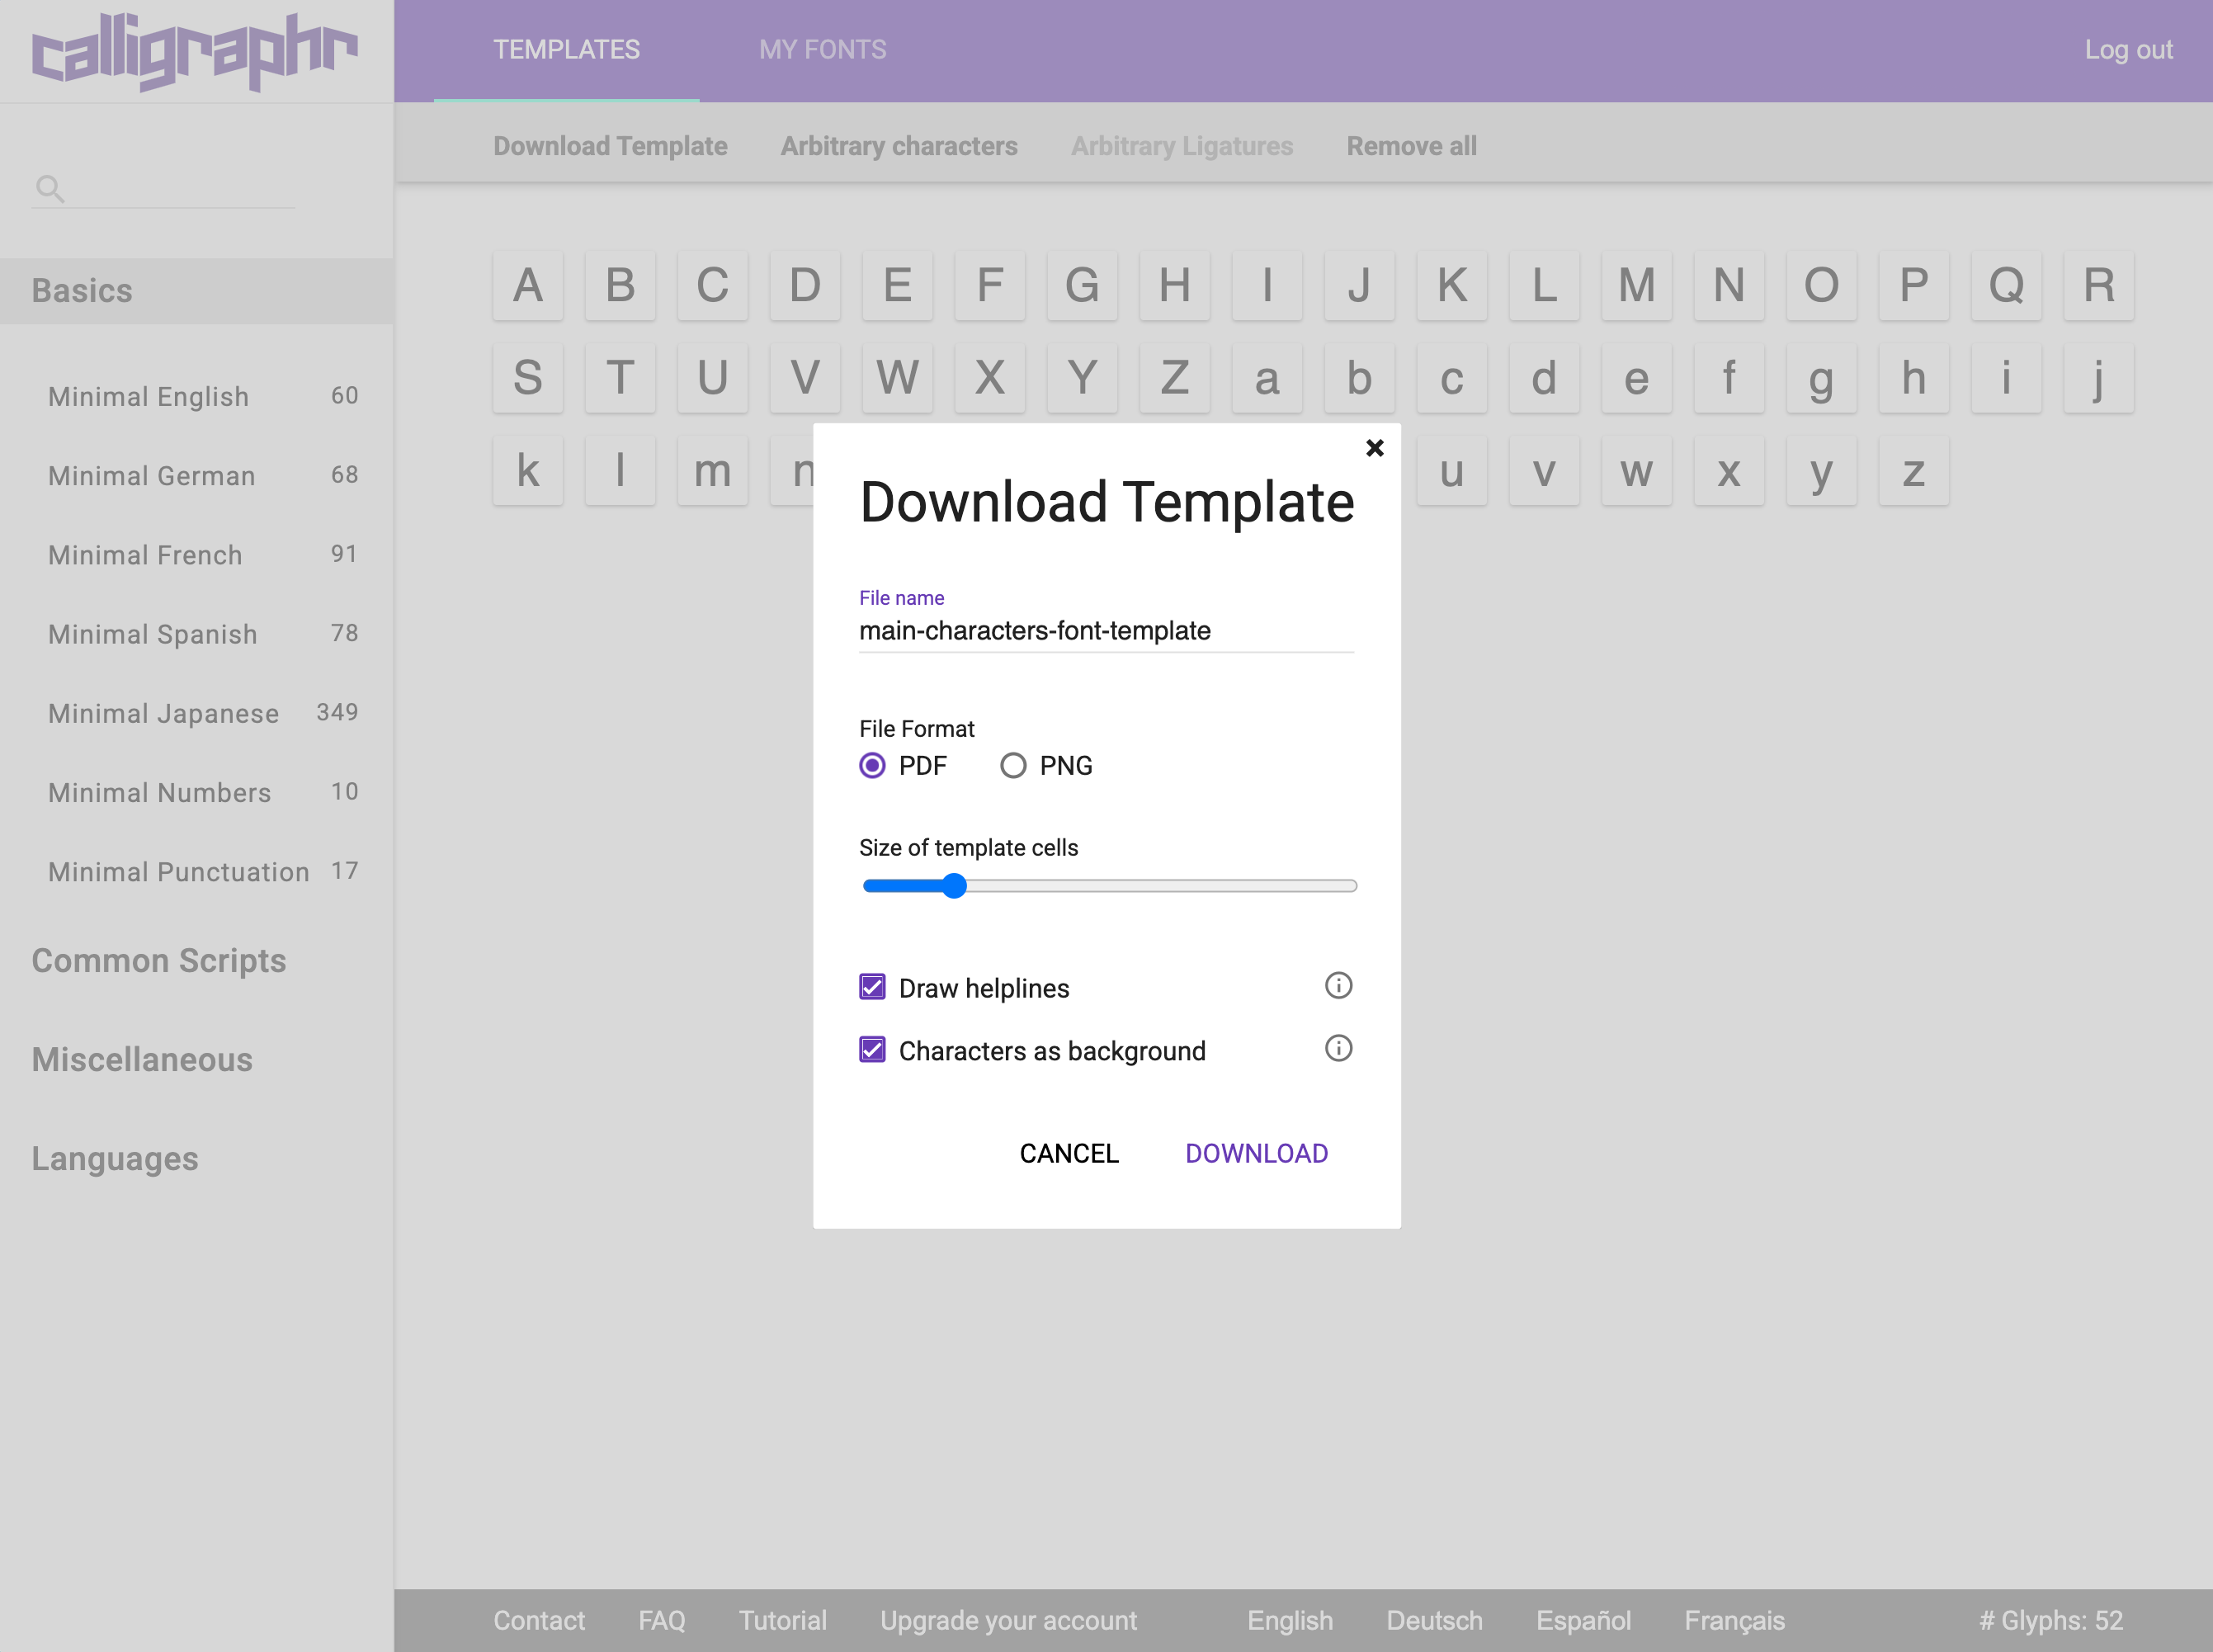 calligraphr
TEMPLATES
MY FONTS
Log out
Download Template
Arbitrary characters
Arbitrary Ligatures
Remove all
Basics
Minimal English 60
Minimal German 68
Minimal French 91
Minimal Spanish 78
Minimal Japanese 349
Minimal Numbers 10
Minimal Punctuation 17
Common Scripts
Miscellaneous
Languages
A B C D E F G H I J K L M N O P Q R
S T U V W X Y Z a b c d e f g h i j
k l m n u v w x y z
Download Template
File name
main-characters-font-template
File Format
PDF PNG
Size of template cells
Draw helplines
Characters as background
CANCEL DOWNLOAD
Contact FAQ Tutorial Upgrade your account English Deutsch Español Français # Glyphs: 52